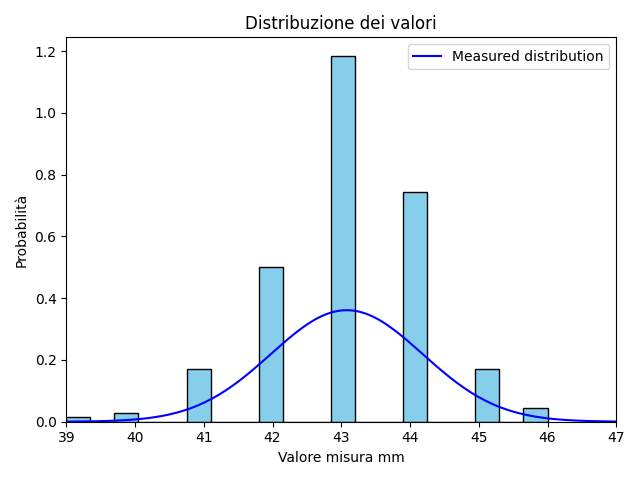 Distribuzione dei valori
Measured distribution
Probabilità
1.2
1.0
0.8
0.6
0.4
0.2
0.0
39 40 41 42 43 44 45 46 47
Valore misura mm